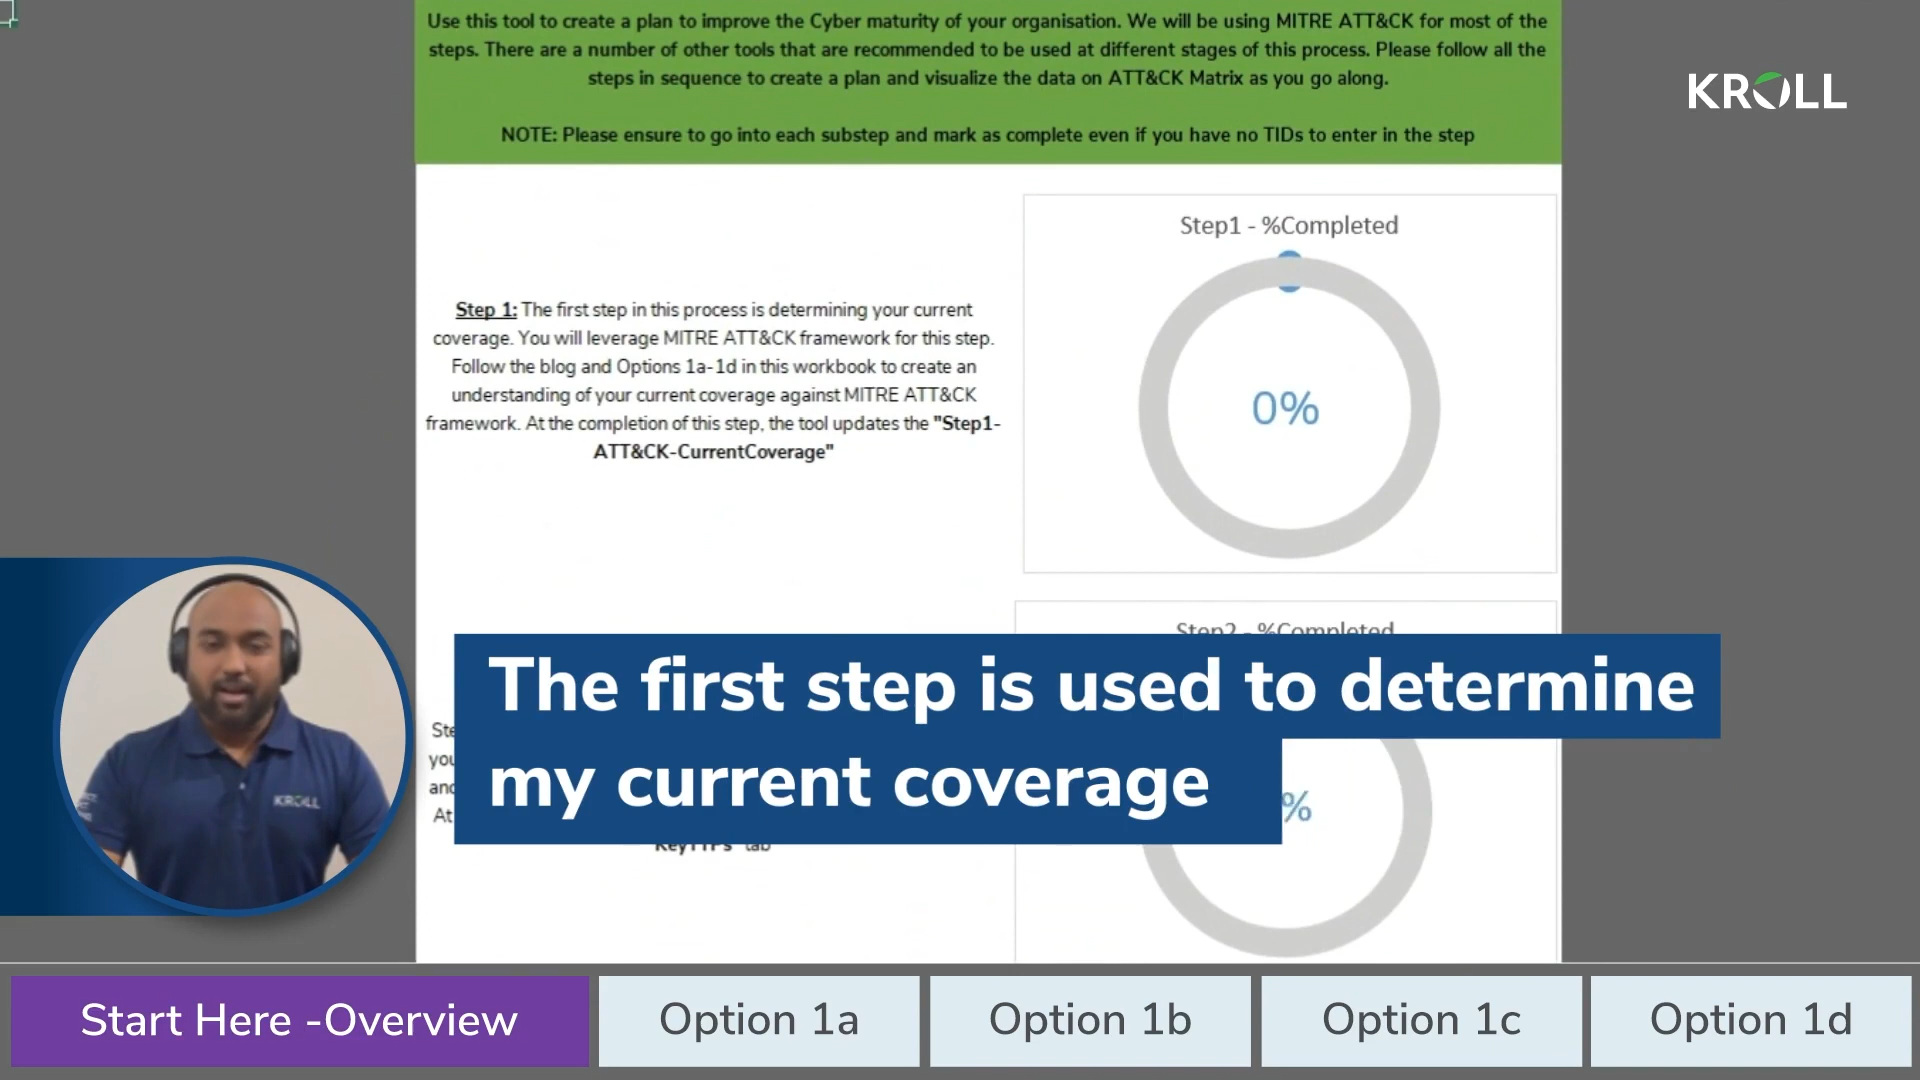 Use this tool to create a plan to improve the Cyber maturity of your organisation. We will be using MITRE ATT&CK for most of the
steps. There are a number of other tools that are recommended to be used at different stages of this process. Please follow all the
steps in sequence to create a plan and visualize the data on ATT&CK Matrix as you go along.
NOTE: Please ensure to go into each substep and mark as complete even if you have no TIDs to enter in the step
KROLL
Step1 - %Completed
0%
Step 1: The first step in this process is determining your current
coverage. You will leverage MITRE ATT&CK framework for this step.
Follow the blog and Options 1a-1d in this workbook to create an
understanding of your current coverage against MITRE ATT&CK
framework. At the completion of this step, the tool updates the "Step1-
ATT&CK-CurrentCoverage"
Step2 - %Completed
The first step is used to determine
my current coverage
%
At
KeyTTPs" tab
KROLL
Start Here -Overview
Option 1a
Option 1b
Option 1c
Option 1d